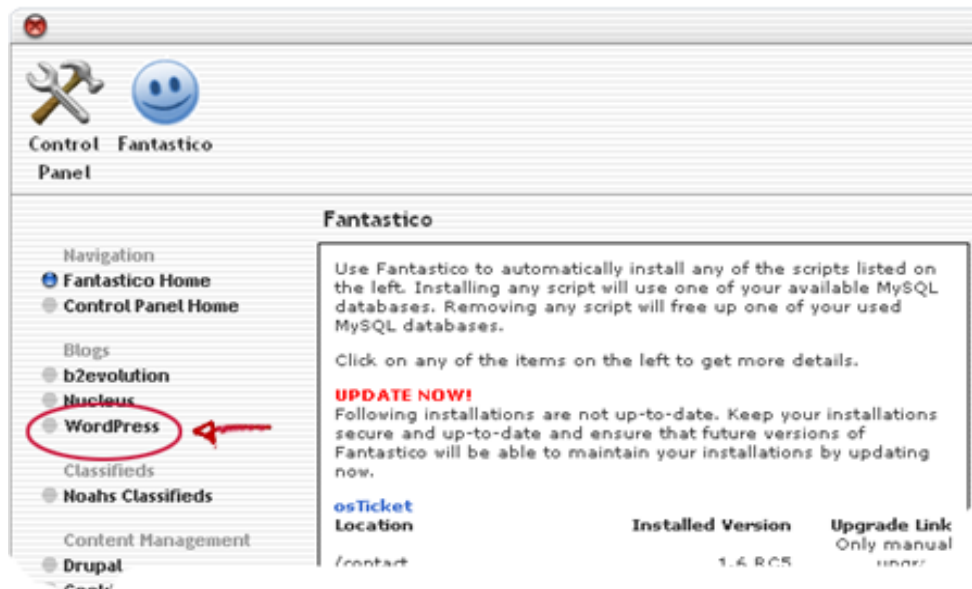 Control
Panel
Fantastico
Fantastico
Navigation
Fantastico Home
Control Panel Home
Blogs
b2evolution
Nucleus
WordPress
Classifieds
Noahs Classifieds
Content Management
Drupal
Use Fantastico to automatically install any of the scripts listed on
the left. Installing any script will use one of your available MySQL
databases. Removing any script will free up one of your used
MySQL databases.
Click on any of the items on the left to get more details.
UPDATE NOW!
Following installations are not up-to-date. Keep your installations
secure and up-to-date and ensure that future versions of
Fantastico will be able to maintain your installations by updating
now.
osTicket
Location Installed Version Upgrade Link
Only manual
/contact 1.6 RC5